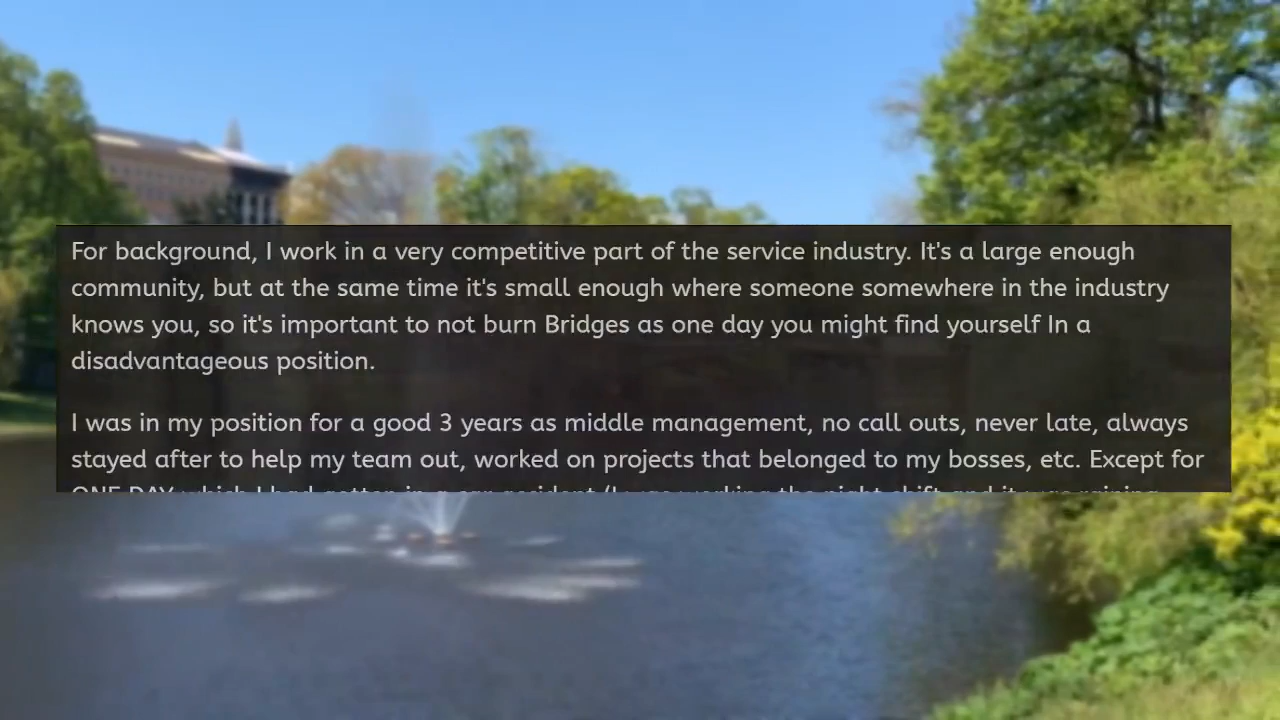 For background, I work in a very competitive part of the service industry. It's a large enough
community, but at the same time it's small enough where someone somewhere in the industry
knows you, so it's important to not burn Bridges as one day you might find yourself In a
disadvantageous position.
I was in my position for a good 3 years as middle management, no call outs, never late, always
stayed after to help my team out, worked on projects that belonged to my bosses, etc. Except for